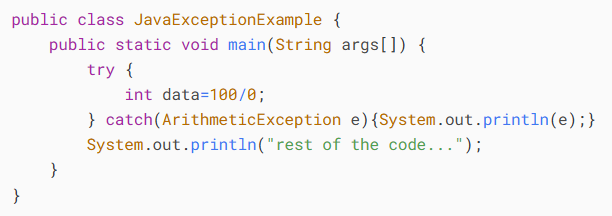 public class JavaExceptionExample {
    public static void main(String args[]) {
        try {
            int data=100/0;
        } catch(ArithmeticException e){System.out.println(e);}
        System.out.println("rest of the code...");
    }
}